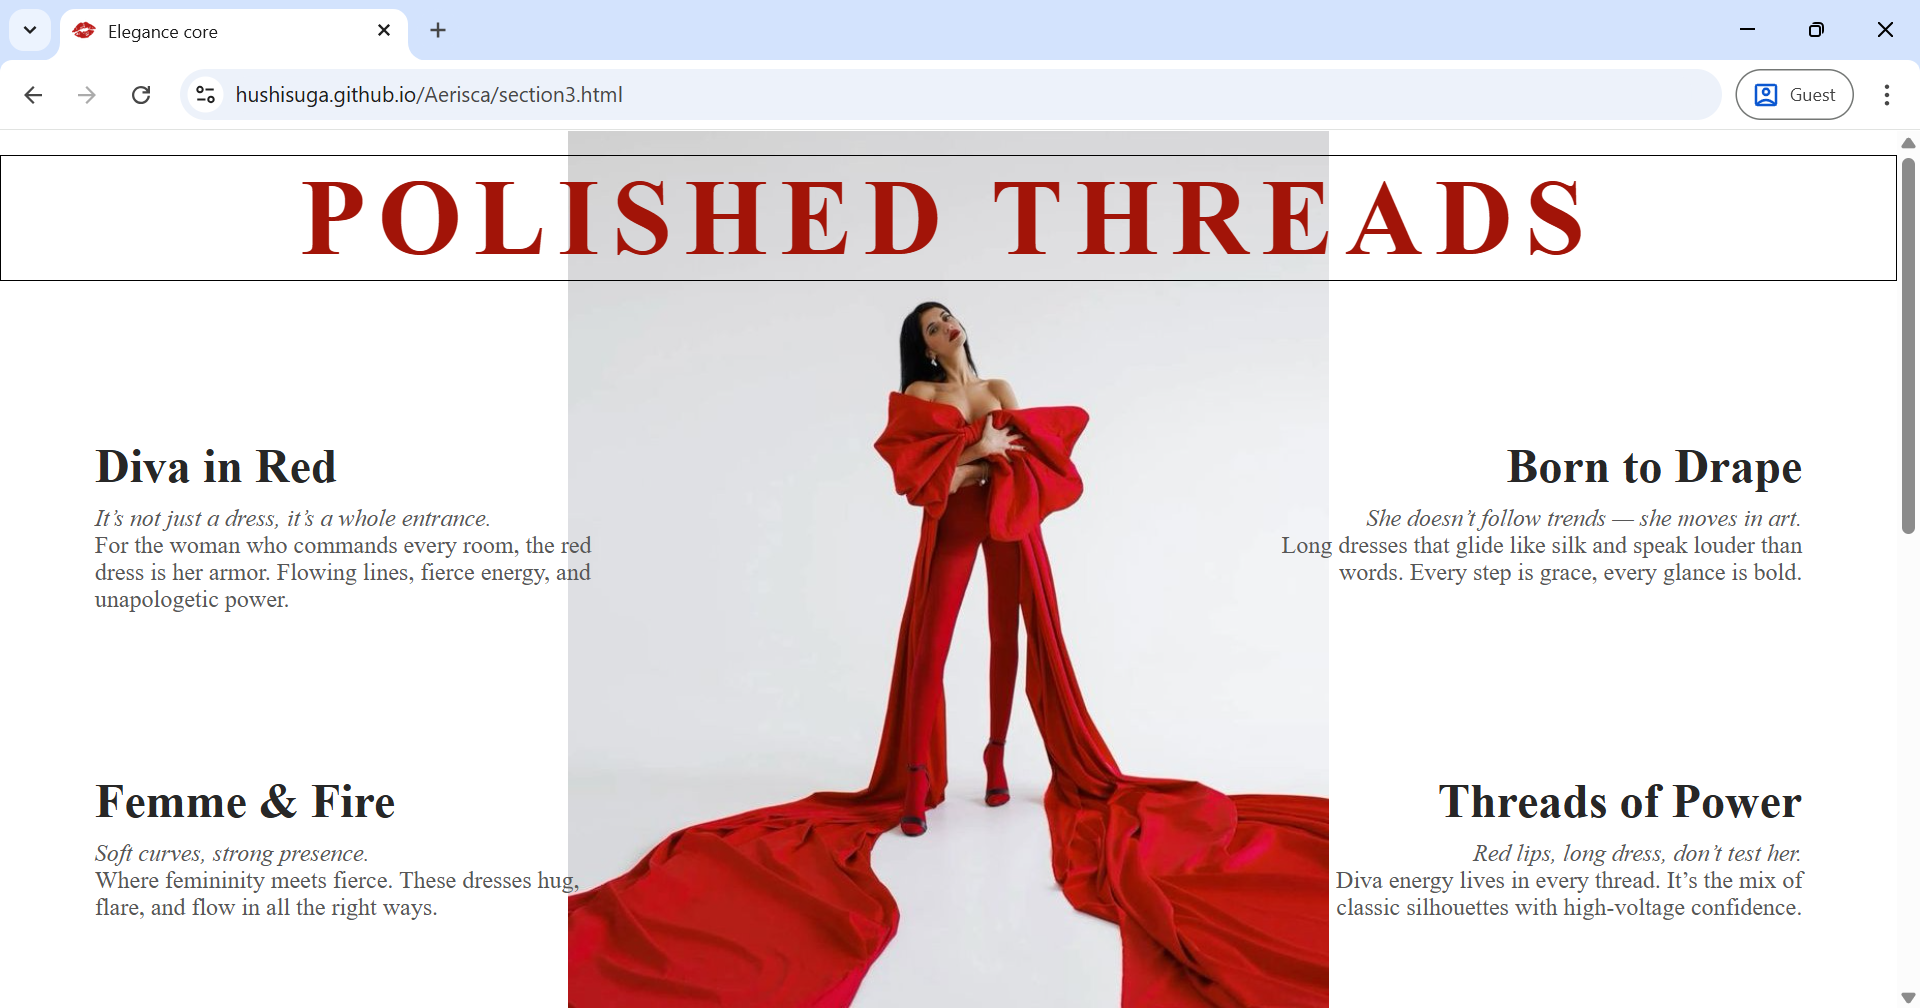 Elegance core
hushisuga.github.io/Aerisca/section3.html
Guest
POLISHED THREADS
Diva in Red
It’s not just a dress, it’s a whole entrance.
For the woman who commands every room, the red
dress is her armor. Flowing lines, fierce energy, and
unapologetic power.
Born to Drape
She doesn’t follow trends — she moves in art.
Long dresses that glide like silk and speak louder than
words. Every step is grace, every glance is bold.
Femme & Fire
Soft curves, strong presence.
Where femininity meets fierce. These dresses hug,
flare, and flow in all the right ways.
Threads of Power
Red lips, long dress, don’t test her.
Diva energy lives in every thread. It’s the mix of
classic silhouettes with high-voltage confidence.